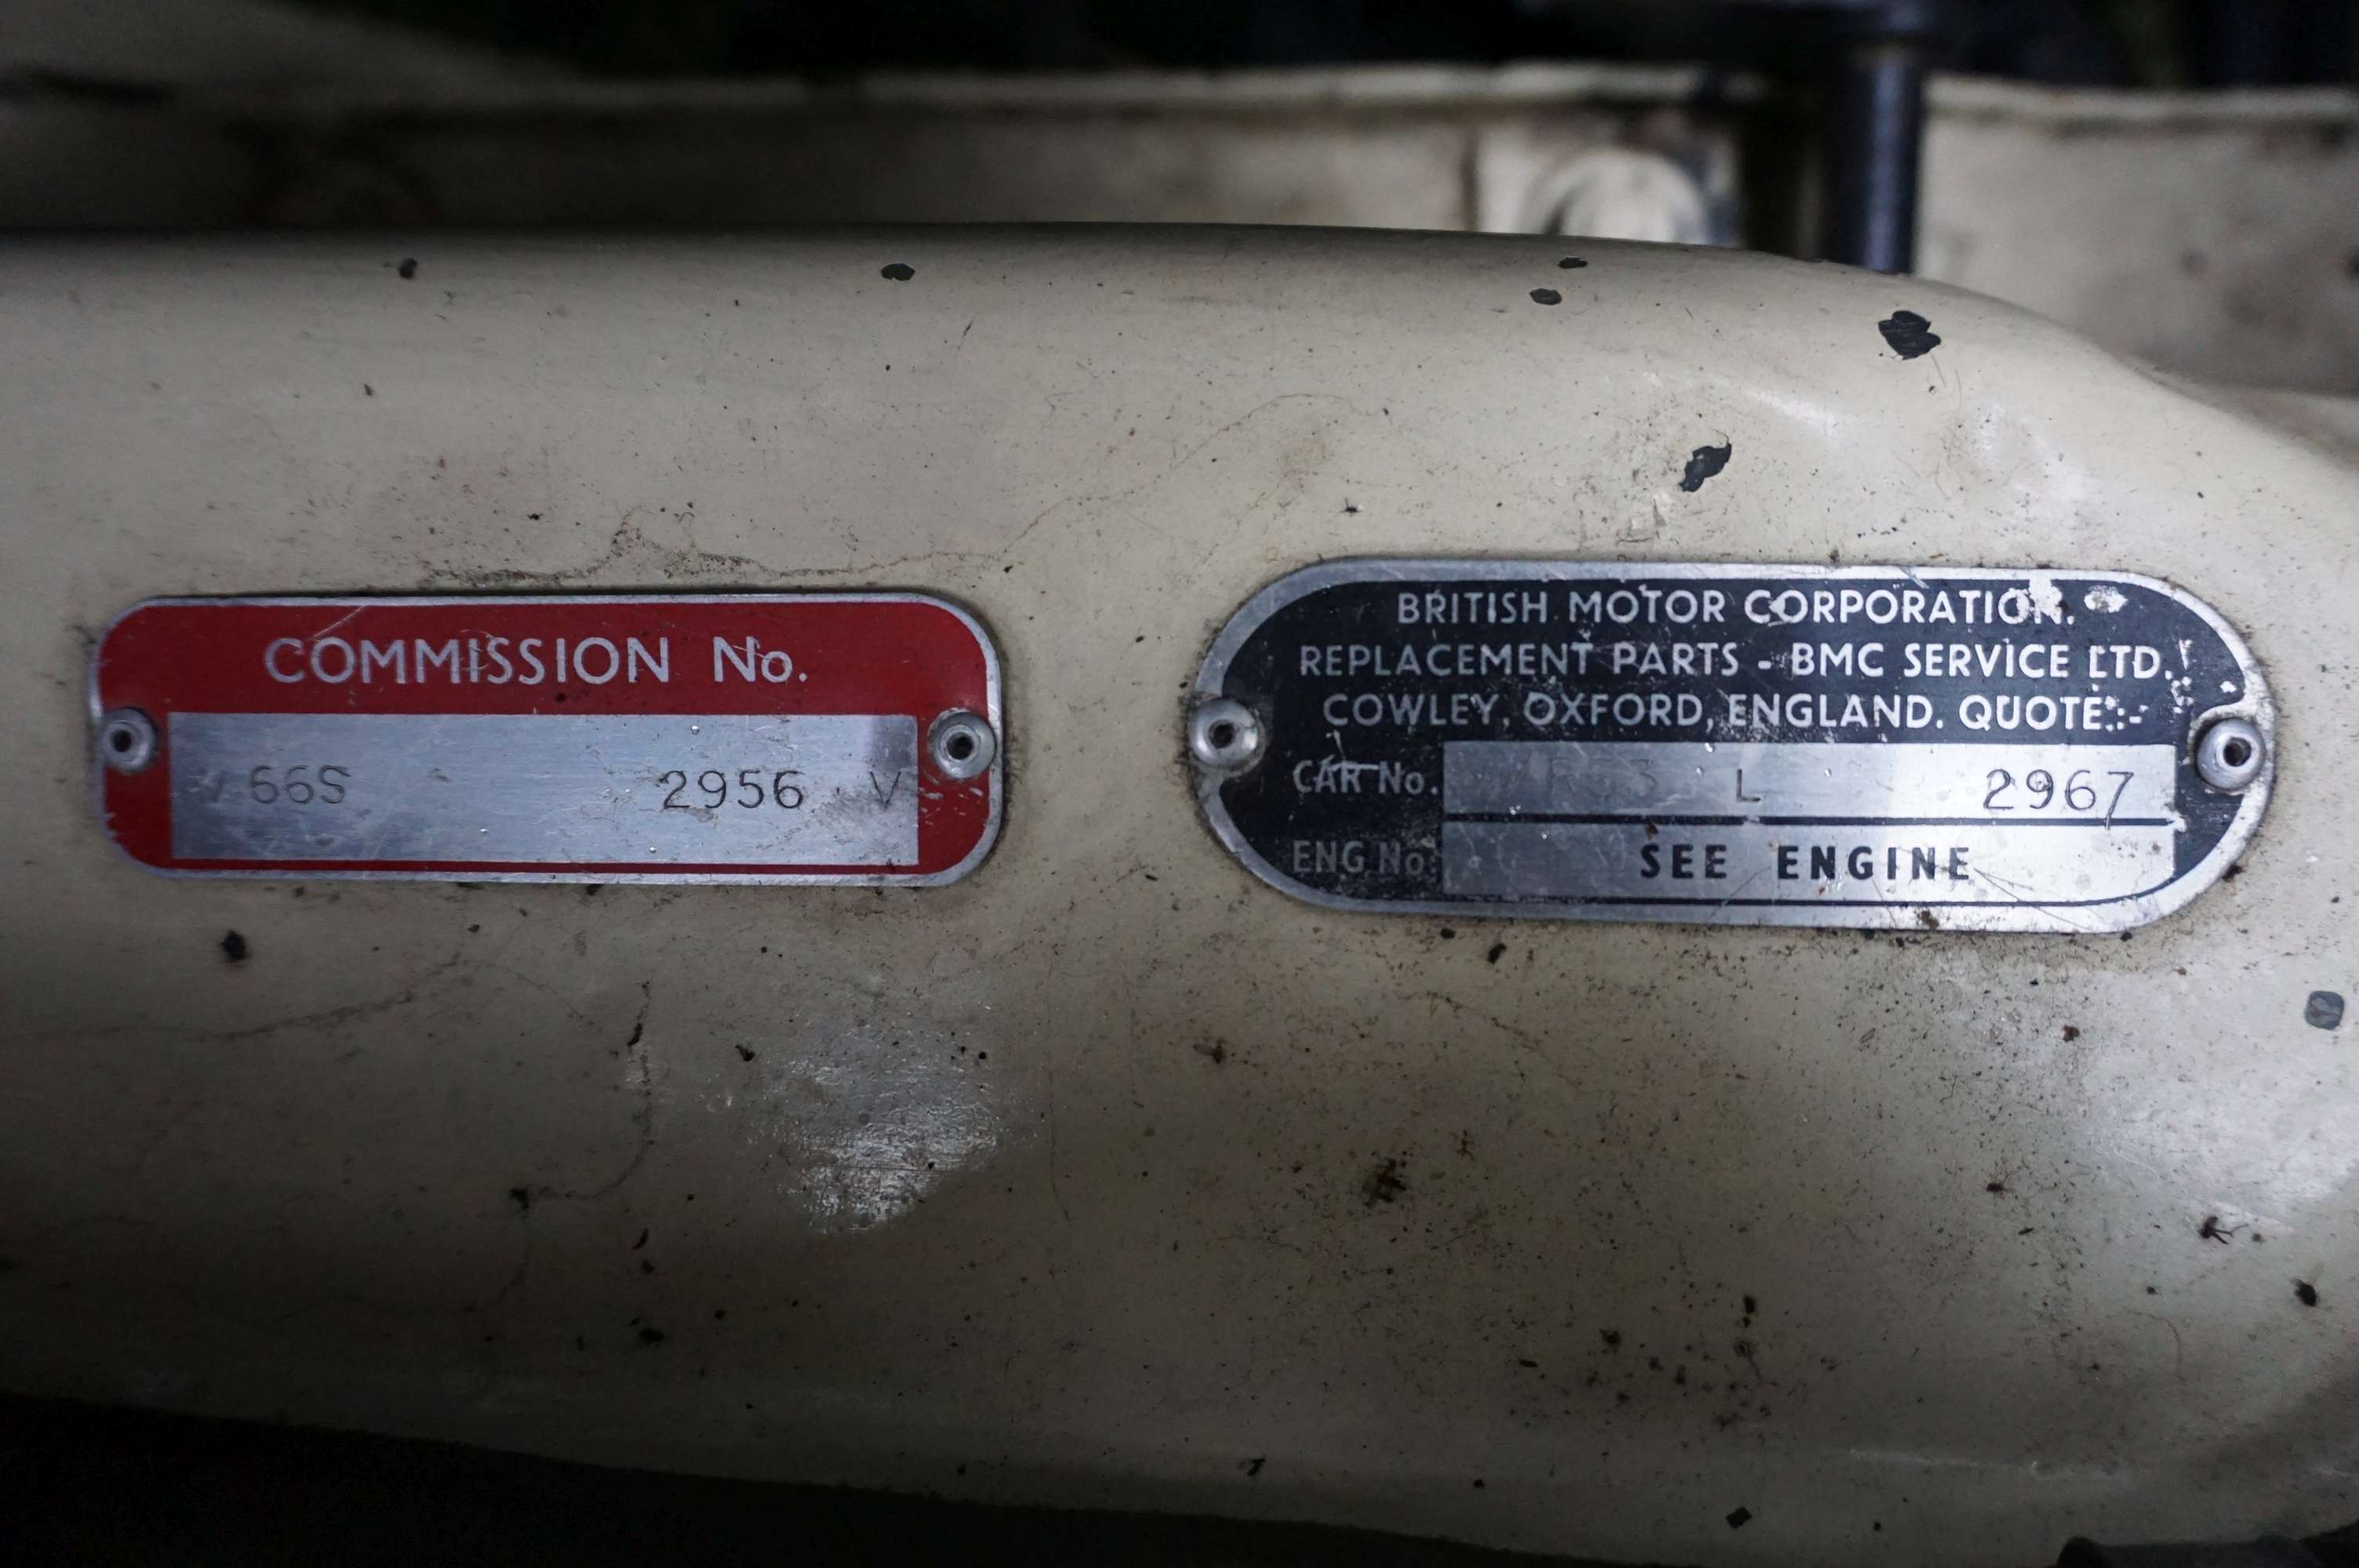 COMMISSION No.
66S 2956 V
BRITISH MOTOR CORPORATION.
REPLACEMENT PARTS - BMC SERVICE LTD.
COWLEY, OXFORD, ENGLAND. QUOTE:-
CAR No. L 2967
ENG No. SEE ENGINE